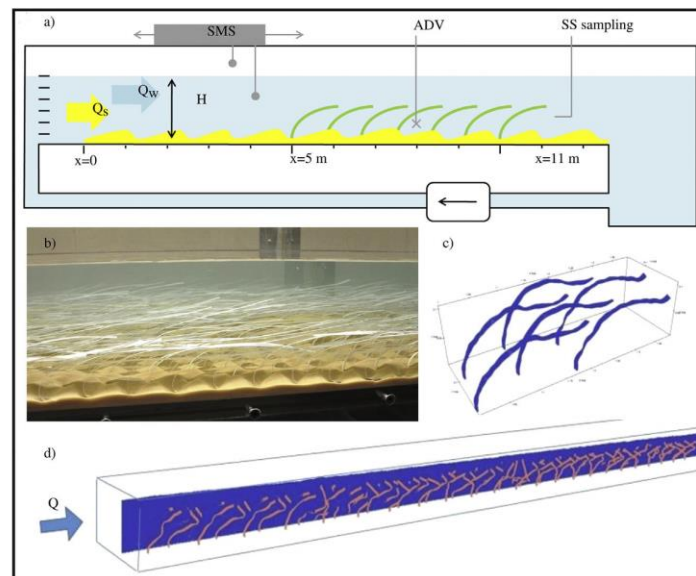 a)
SMS
ADV
SS sampling
Qw
H
Qs
x=0
x=5 m
x=11 m
b)
c)
d)
Q